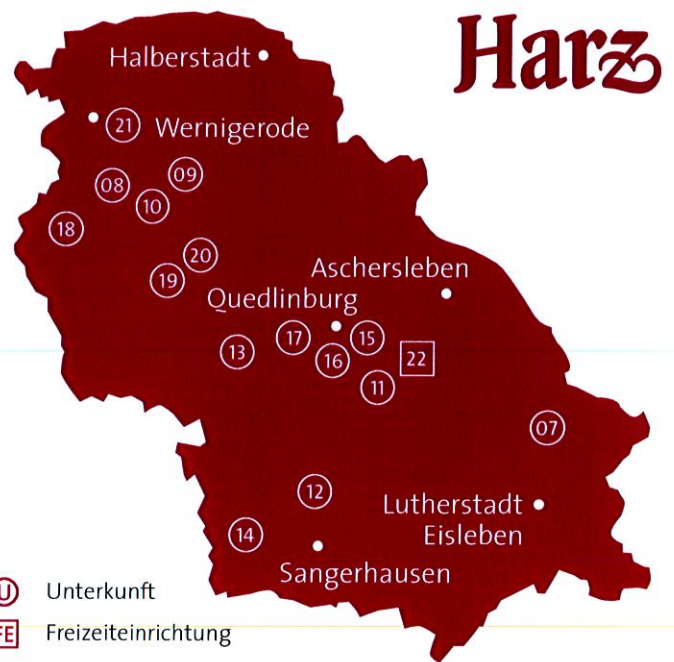 Harz
Halberstadt
21
Wernigerode
09
08
10
18
20
19
Aschersleben
Quedlinburg
17
15
13
16
22
11
07
12
Lutherstadt
Eisleben
14
Sangerhausen
U Unterkunft
FE Freizeiteinrichtung